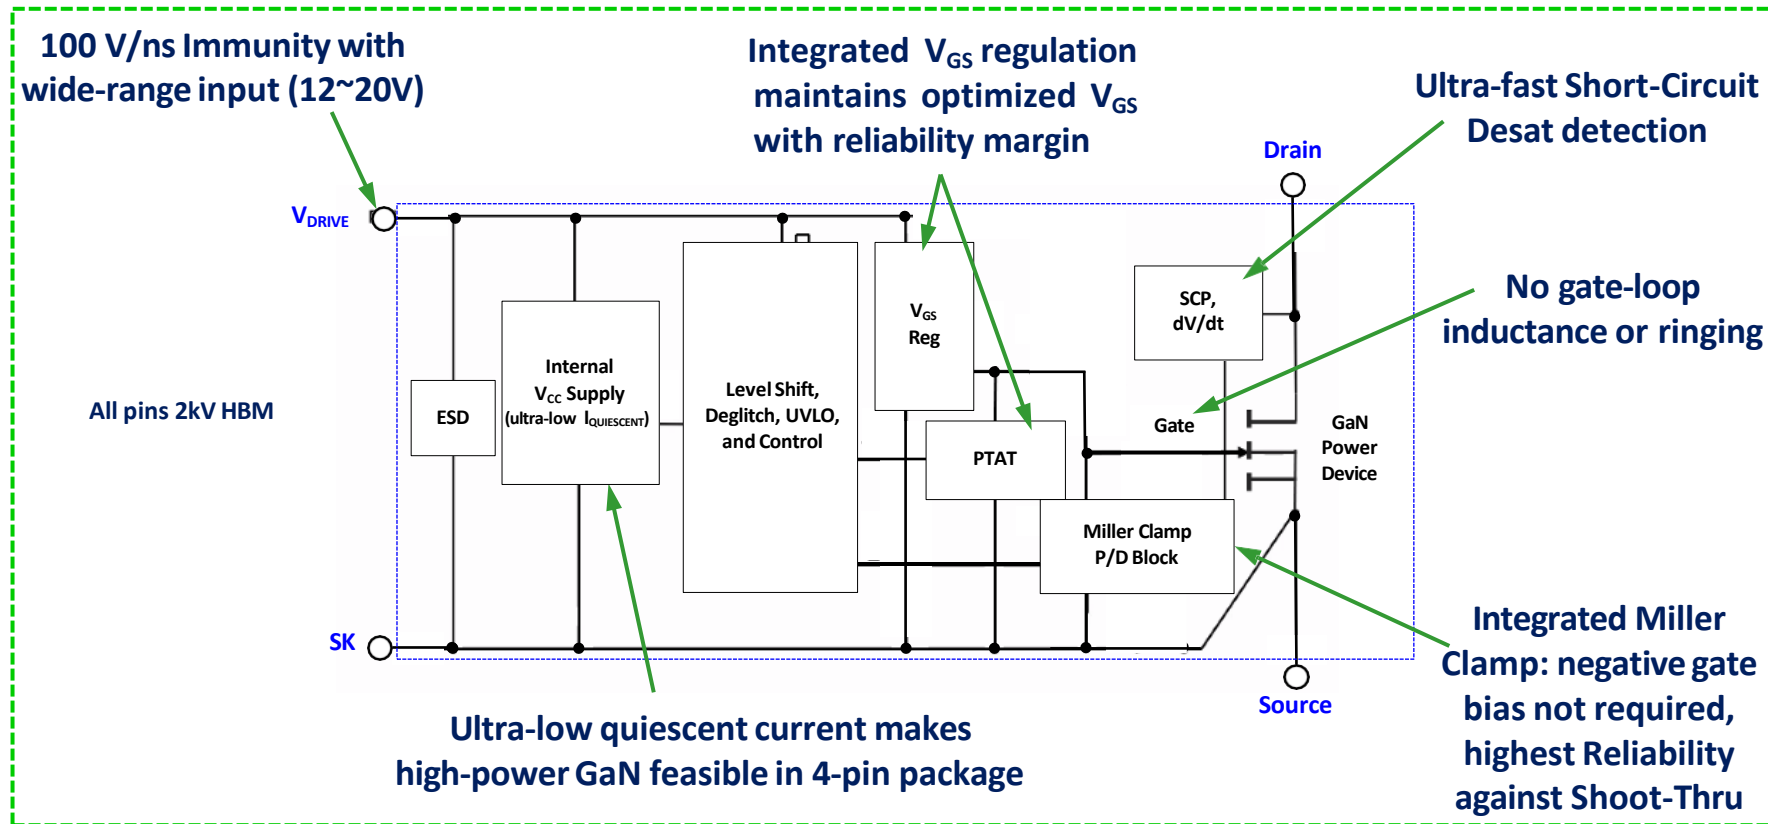 100 V/ns Immunity with
wide-range input (12~20V)
Integrated VGS regulation
maintains optimized VGS
with reliability margin
Ultra-fast Short-Circuit
Desat detection
Drain
VDRIVE
SCP,
dV/dt
VGS
Reg
No gate-loop
inductance or ringing
Internal
VCC Supply
(ultra-low IQUIESCENT)
Level Shift,
Deglitch, UVLO,
and Control
All pins 2kV HBM
ESD
Gate
GaN
Power
Device
PTAT
Miller Clamp
P/D Block
SK
Source
Integrated Miller
Clamp: negative gate
bias not required,
highest Reliability
against Shoot-Thru
Ultra-low quiescent current makes
high-power GaN feasible in 4-pin package